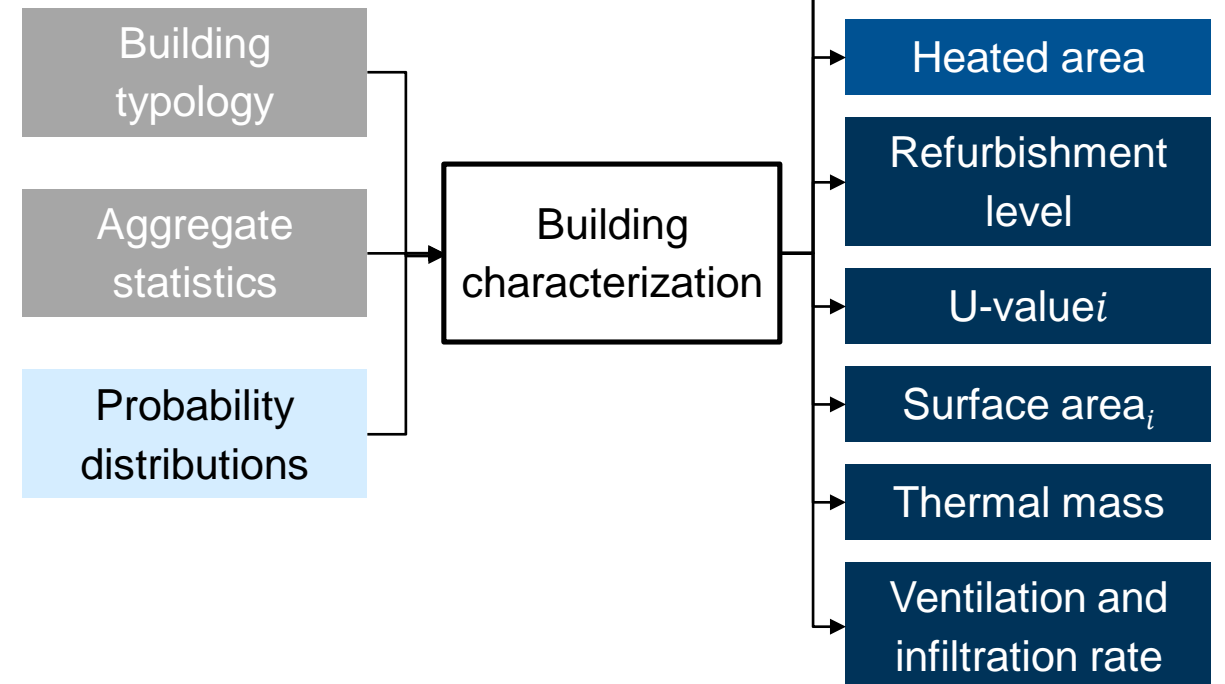 Building
typology
Aggregate
statistics
Probability
distributions
Building
characterization
Heated area
Refurbishment
level
U-value𝑖
Surface area𝑖
Thermal mass
Ventilation and
infiltration rate